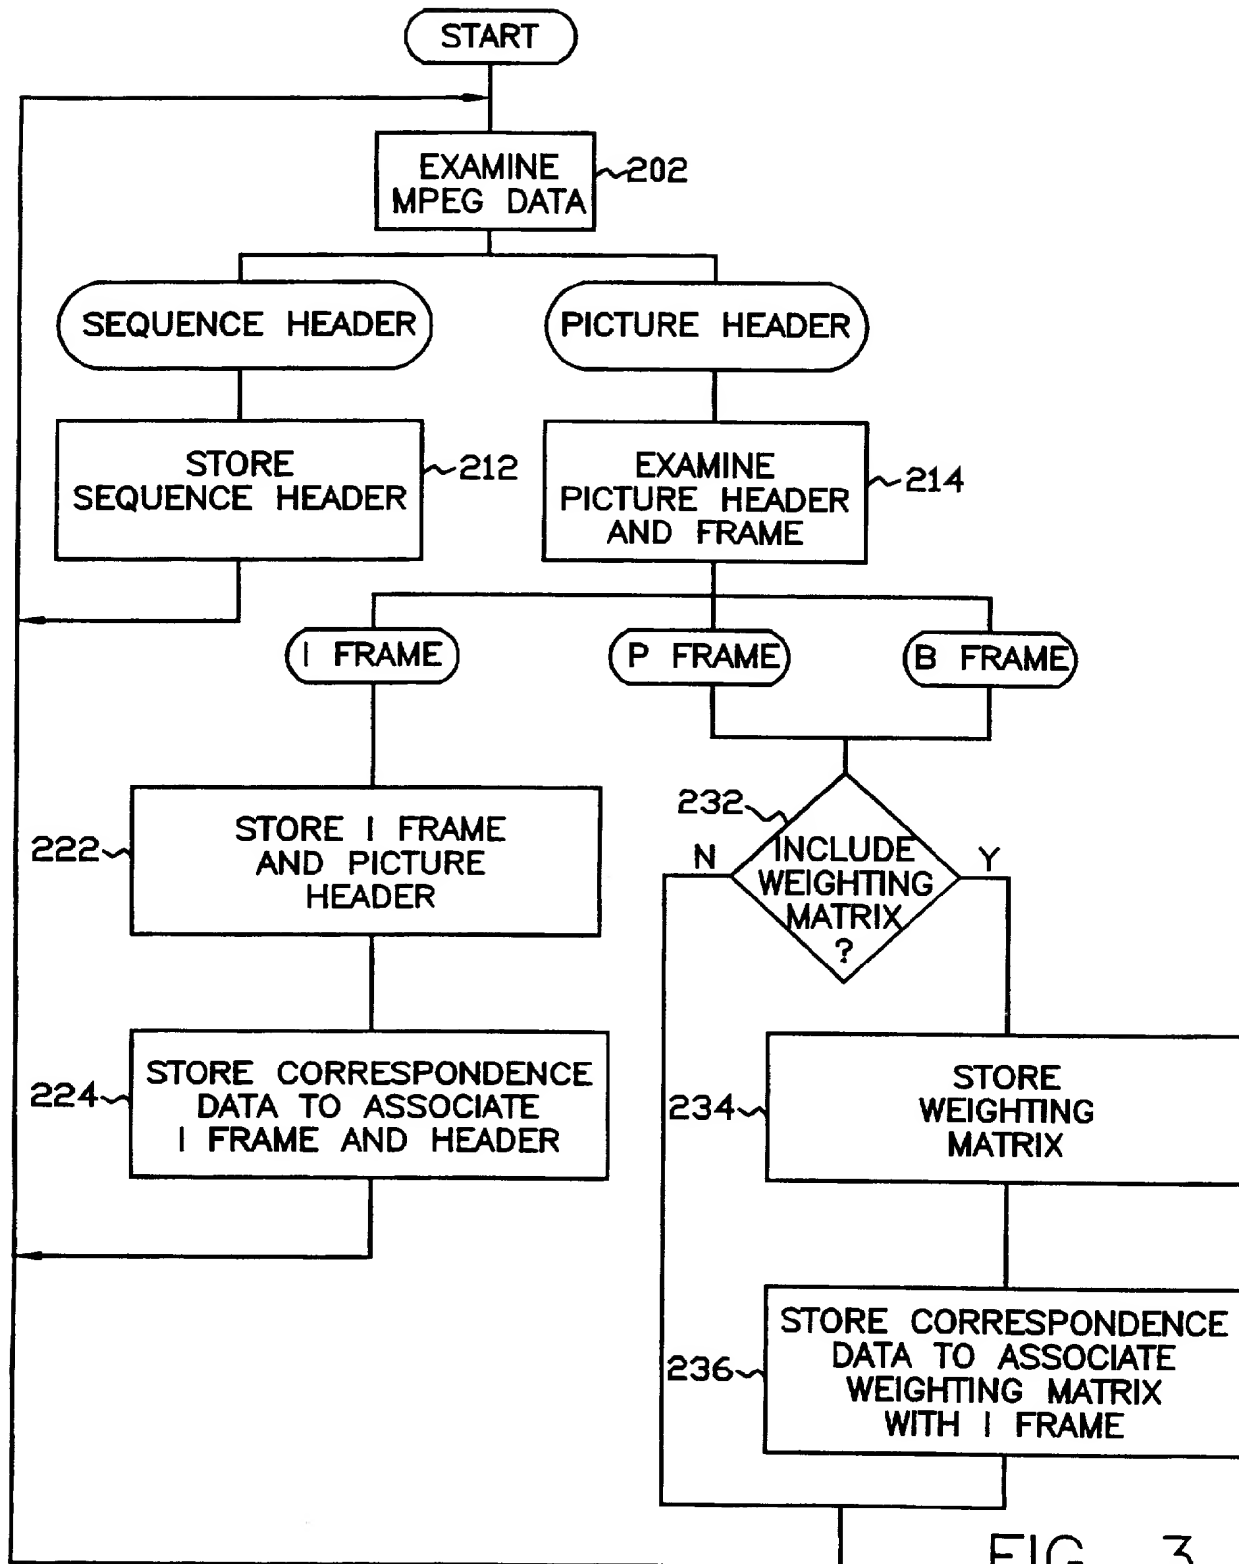 START
EXAMINE
MPEG DATA
202
SEQUENCE HEADER
PICTURE HEADER
STORE
SEQUENCE HEADER
212
EXAMINE
PICTURE HEADER
AND FRAME
214
I FRAME
P FRAME
B FRAME
232
N
INCLUDE
WEIGHTING
MATRIX
?
Y
222
STORE I FRAME
AND PICTURE
HEADER
224
STORE CORRESPONDENCE
DATA TO ASSOCIATE
I FRAME AND HEADER
234
STORE
WEIGHTING
MATRIX
236
STORE CORRESPONDENCE
DATA TO ASSOCIATE
WEIGHTING MATRIX
WITH I FRAME
FIG. 3